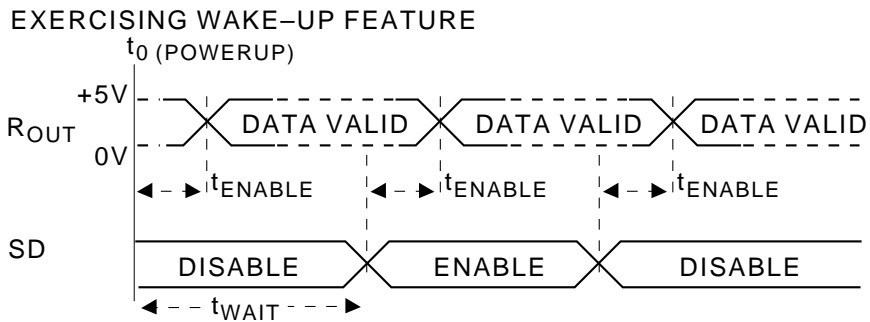 EXERCISING WAKE–UP FEATURE
t0 (POWERUP)
+5V
ROUT
DATA VALID DATA VALID DATA VALID
0V
tENABLE tENABLE tENABLE
SD
DISABLE ENABLE DISABLE
tWAIT